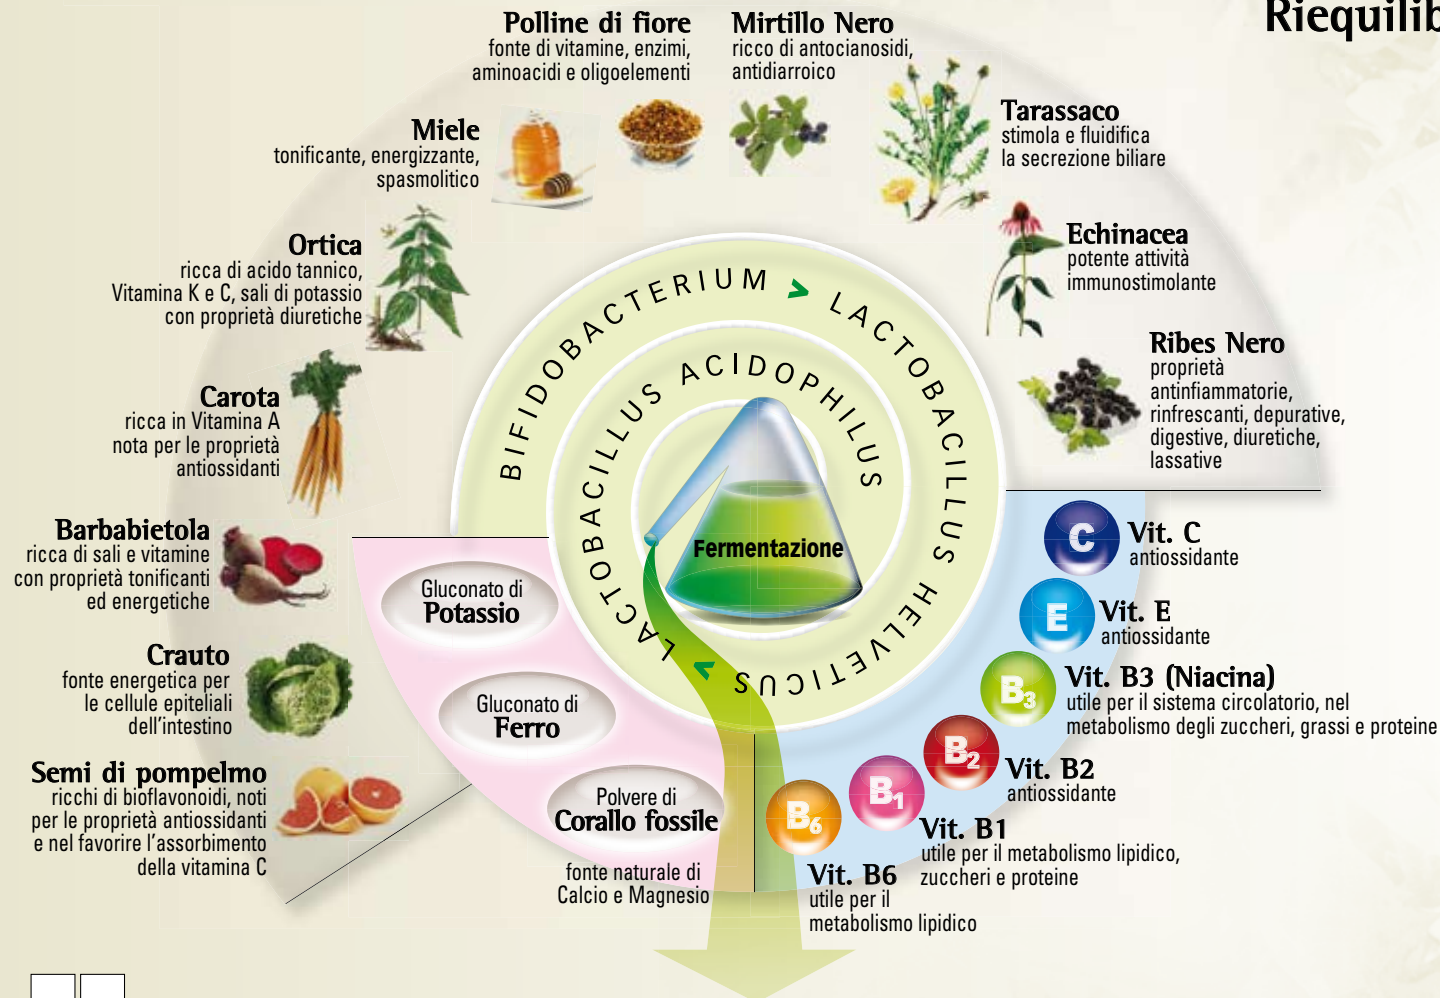 Riequilib
Polline di fiore
fonte di vitamine, enzimi,
aminoacidi e oligoelementi
Mirtillo Nero
ricco di antocianosidi,
antidiarroico
Tarassaco
stimola e fluidifica
la secrezione biliare
Miele
tonificante, energizzante,
spasmolitico
Echinacea
potente attività
immunostimolante
Ortica
ricca di acido tannico,
Vitamina K e C, sali di potassio
con proprietà diuretiche
Ribes Nero
proprietà
antinfiammatorie,
rinfrescanti, depurative,
digestive, diuretiche,
lassative
Carota
ricca in Vitamina A
nota per le proprietà
antiossidanti
Barbabietola
ricca di sali e vitamine
con proprietà tonificanti
ed energetiche
Crauto
fonte energetica per
le cellule epiteliali
dell'intestino
Semi di pompelmo
ricchi di bioflavonoidi, noti
per le proprietà antiossidanti
e nel favorire l'assorbimento
della vitamina C
BIFIDOBACTERIUM > LACTOBACILLUS HELVETICUS >
LACTOBACILLUS ACIDOPHILUS
Fermentazione
Gluconato di
Potassio
Gluconato di
Ferro
Polvere di
Corallo fossile
fonte naturale di
Calcio e Magnesio
C
Vit. C
antiossidante
E
Vit. E
antiossidante
B3
Vit. B3 (Niacina)
utile per il sistema circolatorio, nel
metabolismo degli zuccheri, grassi e proteine
B2
Vit. B2
antiossidante
B1
Vit. B1
utile per il metabolismo lipidico,
zuccheri e proteine
B6
Vit. B6
utile per il
metabolismo lipidico